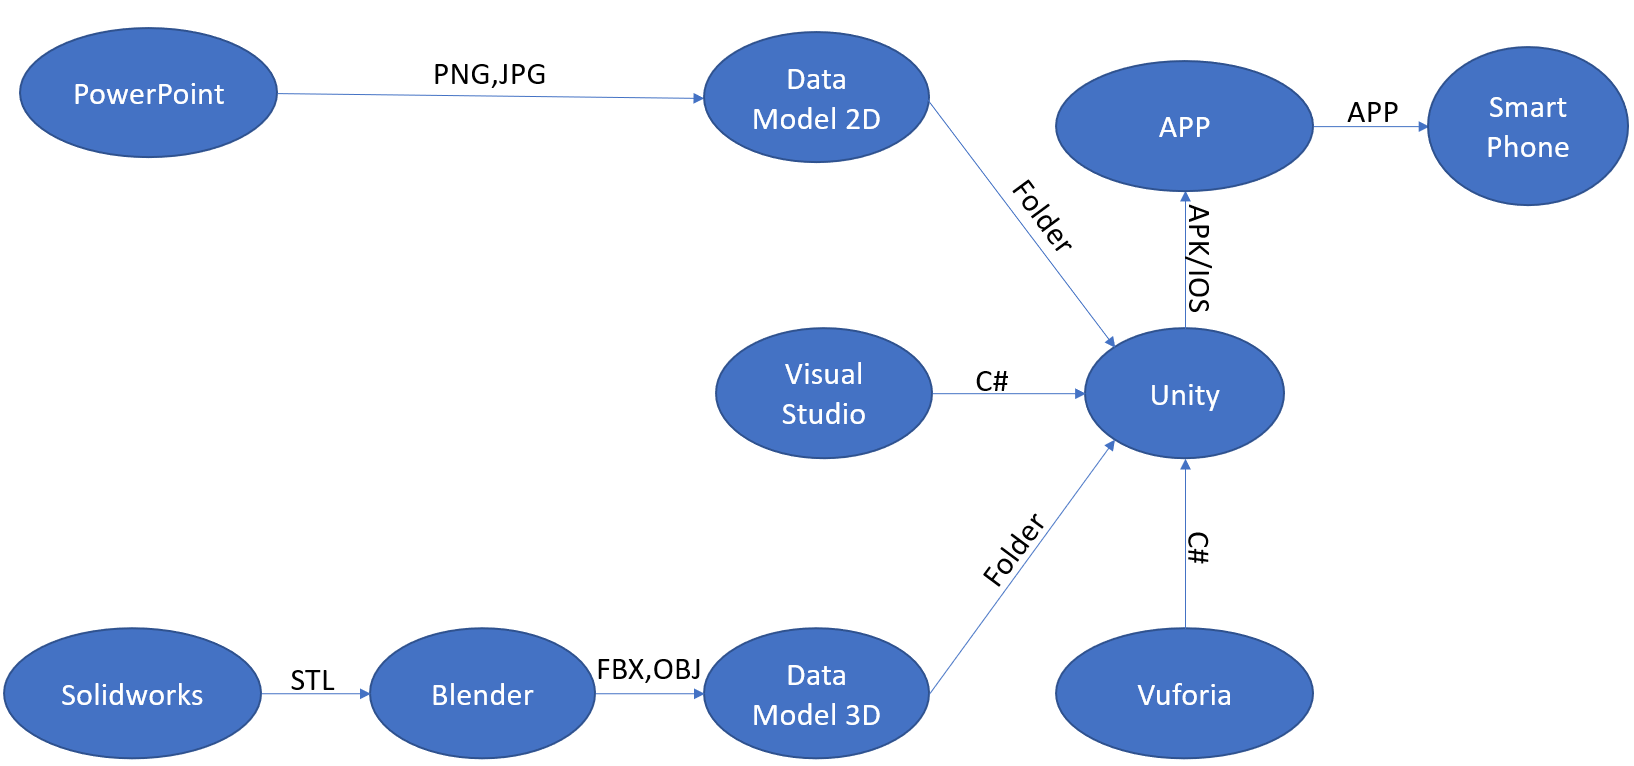 PowerPoint
PNG,JPG
Data
Model 2D
Folder
APP
APP
Smart
Phone
APK/IOS
Visual
Studio
C#
Unity
Folder
C#
Solidworks
STL
Blender
FBX,OBJ
Data
Model 3D
Vuforia